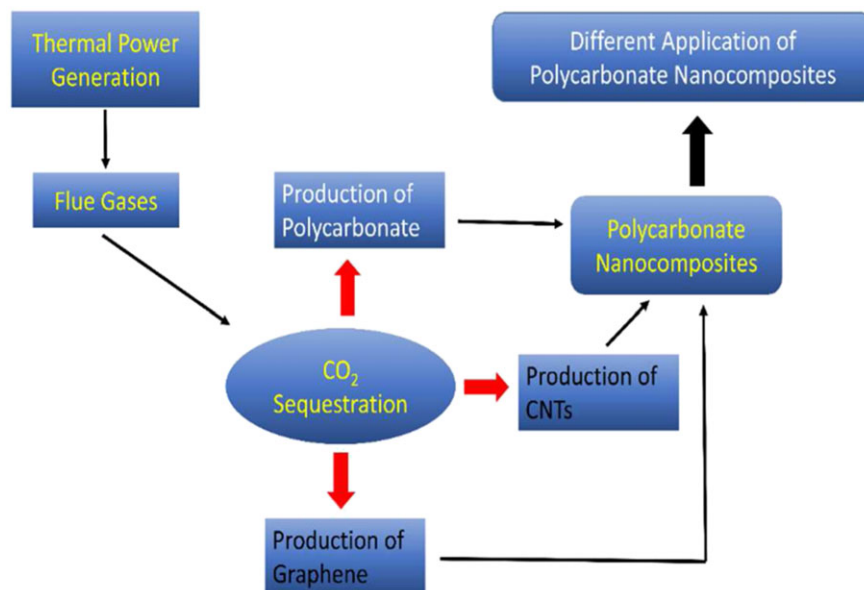 Thermal Power
Generation
Different Application of
Polycarbonate Nanocomposites
Flue Gases
Production of
Polycarbonate
Polycarbonate
Nanocomposites
CO₂
Sequestration
Production of
CNTs
Production of
Graphene